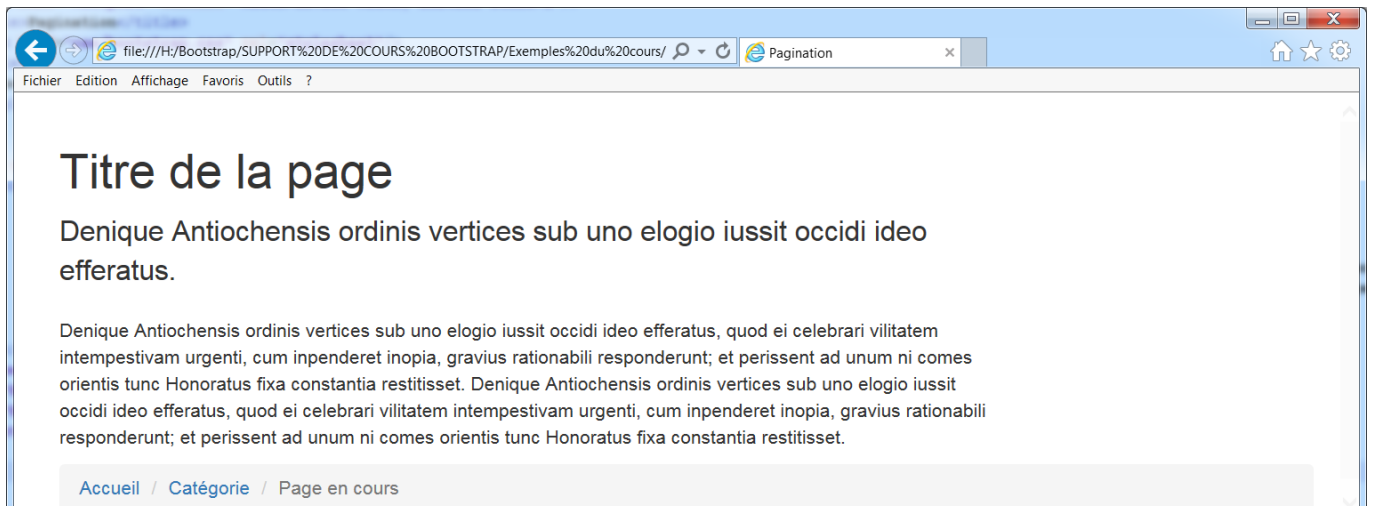 Pagination</title>
file:///H:/Bootstrap/SUPPORT%20DE%20COURS%20BOOTSTRAP/Exemples%20du%20cours/
Pagination
Fichier Edition Affichage Favoris Outils ?
Titre de la page
Denique Antiochensis ordinis vertices sub uno elogio iussit occidi ideo
efferatus.
Denique Antiochensis ordinis vertices sub uno elogio iussit occidi ideo efferatus, quod ei celebrari vilitatem
intempestivam urgenti, cum inpenderet inopia, gravius rationabili responderunt; et perissent ad unum ni comes
orientis tunc Honoratus fixa constantia restitisset. Denique Antiochensis ordinis vertices sub uno elogio iussit
occidi ideo efferatus, quod ei celebrari vilitatem intempestivam urgenti, cum inpenderet inopia, gravius rationabili
responderunt; et perissent ad unum ni comes orientis tunc Honoratus fixa constantia restitisset.
Accueil / Catégorie / Page en cours